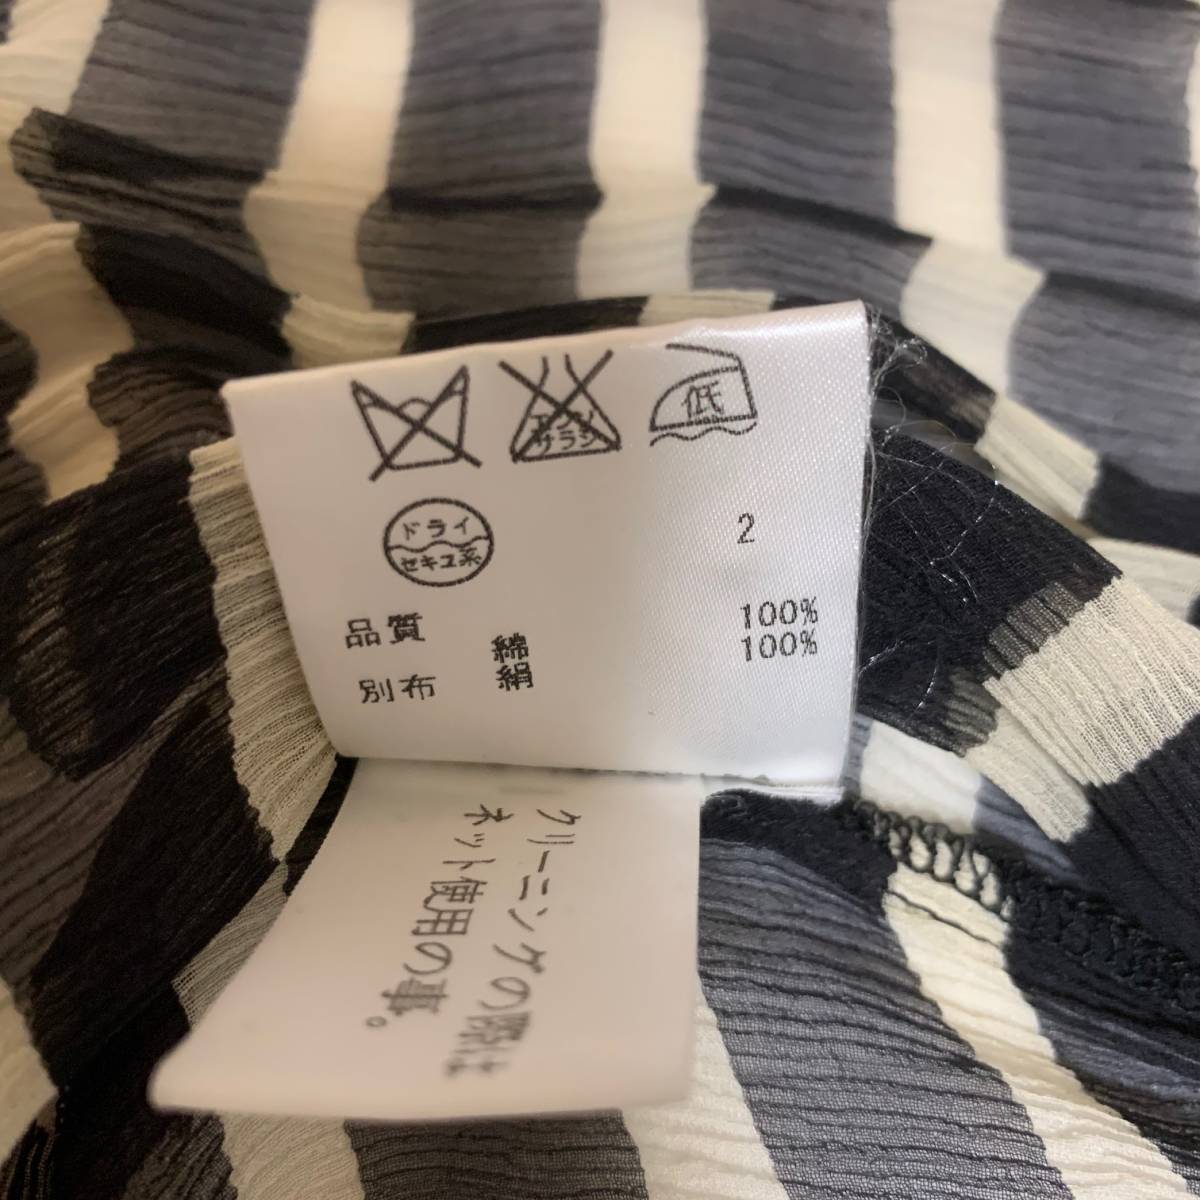 エンソ
サラシ
低
ドライ
セキユ系
2
品質 綿 100%
別布 絹 100%
クリーニングの際は
ネット使用の事。